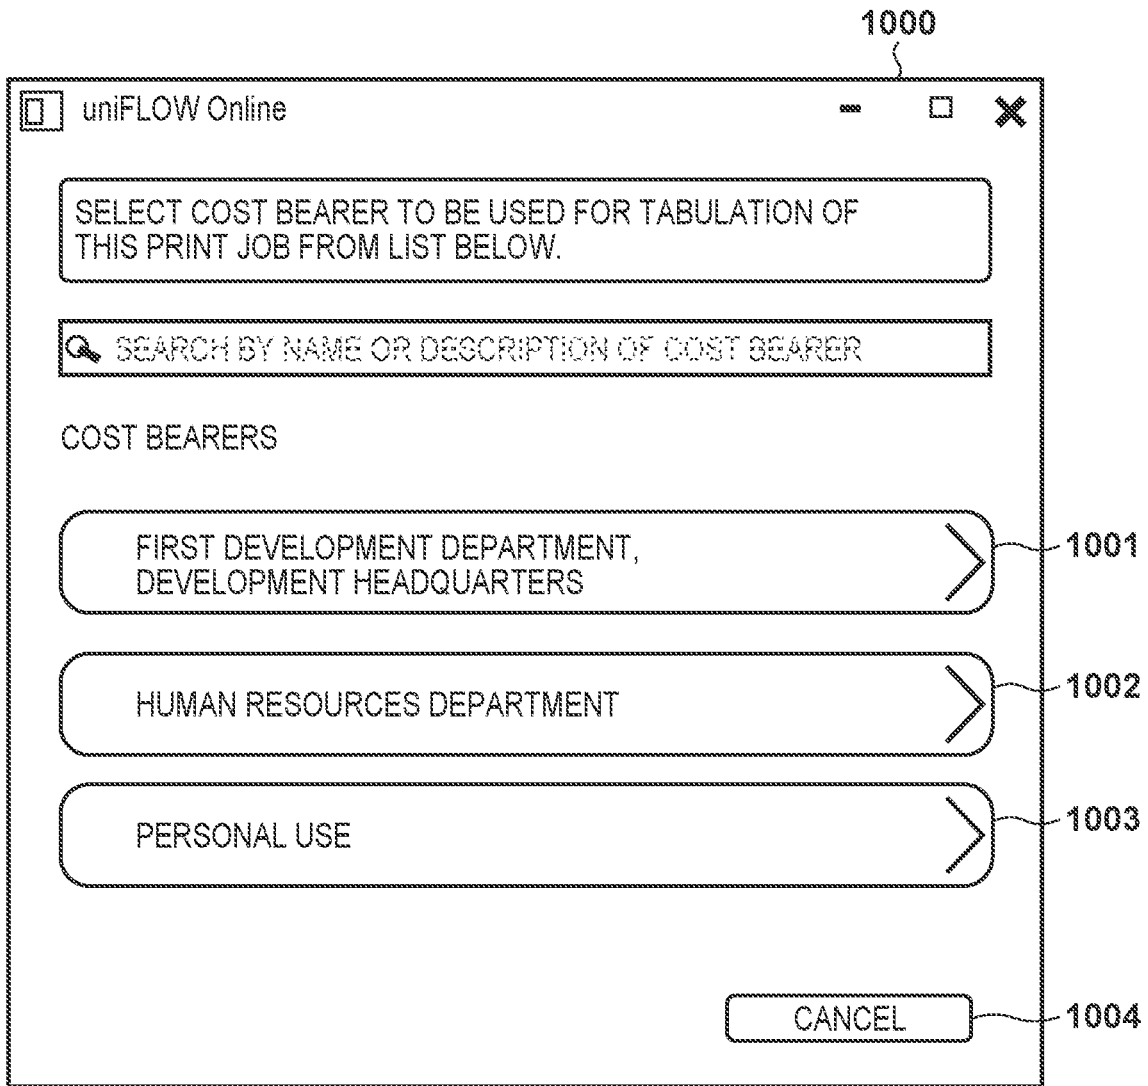 1000
uniFLOW Online
SELECT COST BEARER TO BE USED FOR TABULATION OF
THIS PRINT JOB FROM LIST BELOW.
SEARCH BY NAME OR DESCRIPTION OF COST BEARER
COST BEARERS
FIRST DEVELOPMENT DEPARTMENT,
DEVELOPMENT HEADQUARTERS
1001
HUMAN RESOURCES DEPARTMENT
1002
PERSONAL USE
1003
CANCEL
1004